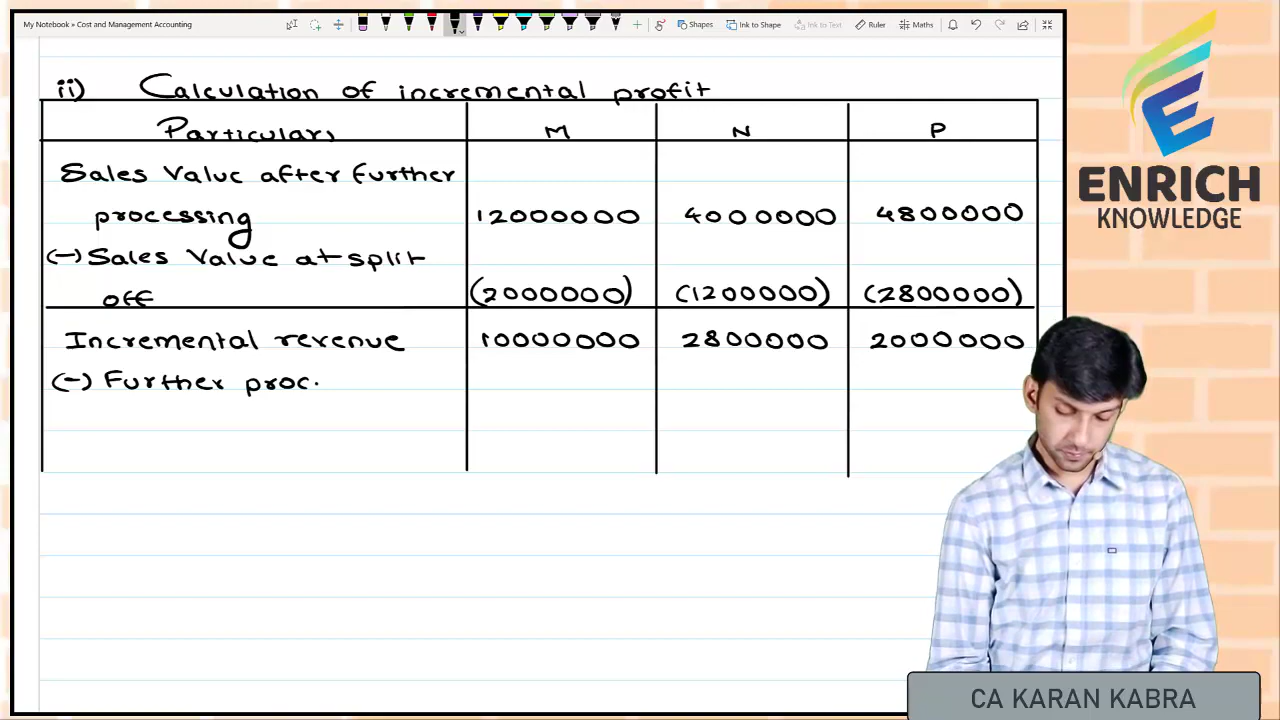 My Notebook » Cost and Management Accounting
Shapes Ink to Shape Ink to Text Ruler Maths
ii) Calculation of incremental profit
Particulars M N P
Sales Value after further
processing 12000000 4000000 4800000
(-) Sales Value at split
off (2000000) (1200000) (2800000)
Incremental revenue 10000000 2800000 2000000
(-) Further proc.
ENRICH
KNOWLEDGE
CA KARAN KABRA